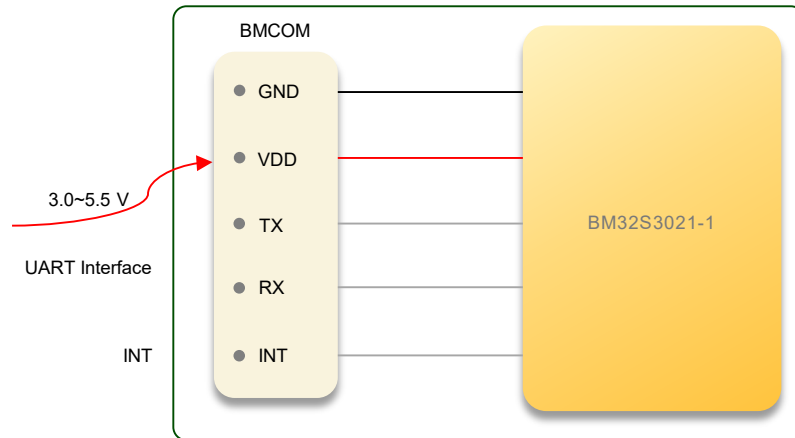 BMCOM
GND
VDD
3.0~5.5 V
TX
BM32S3021-1
UART Interface
RX
INT
INT